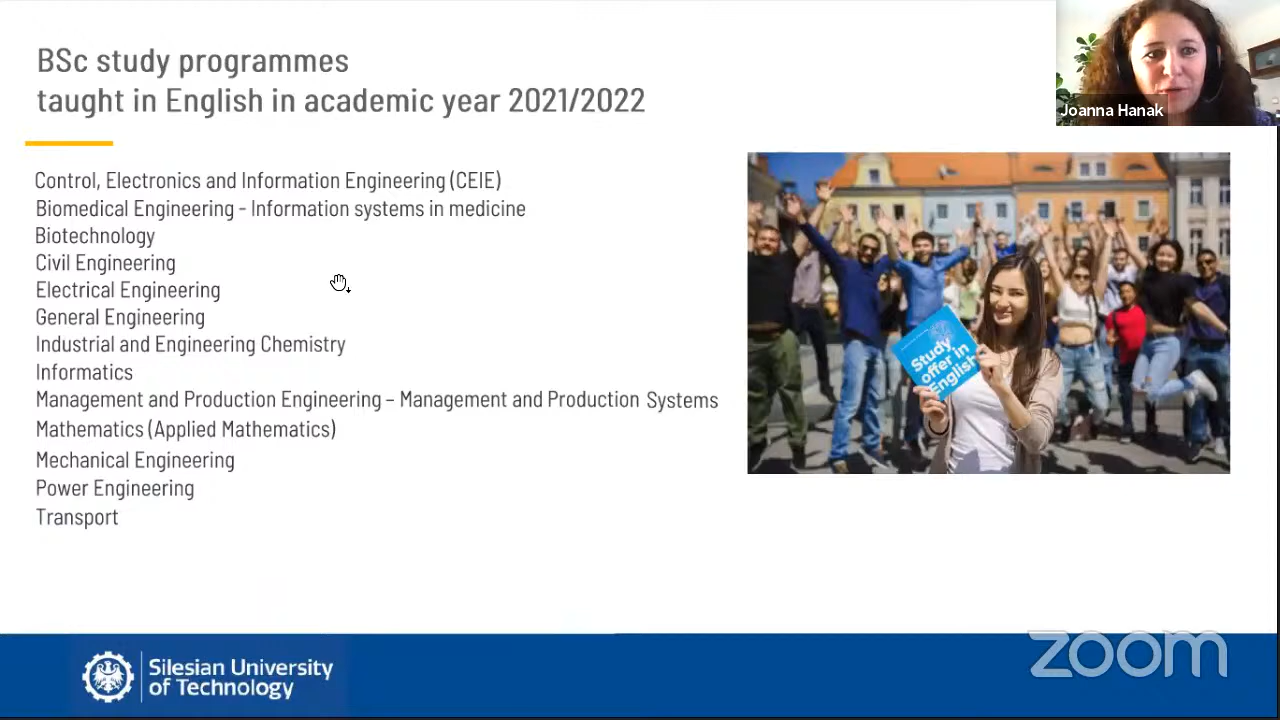 BSc study programmes
taught in English in academic year 2021/2022
Joanna Hanak
Control, Electronics and Information Engineering (CEIE)
Biomedical Engineering - Information systems in medicine
Biotechnology
Civil Engineering
Electrical Engineering
General Engineering
Industrial and Engineering Chemistry
Informatics
Management and Production Engineering – Management and Production Systems
Mathematics (Applied Mathematics)
Mechanical Engineering
Power Engineering
Transport
Study
offer in
English
Silesian University
of Technology
zoom